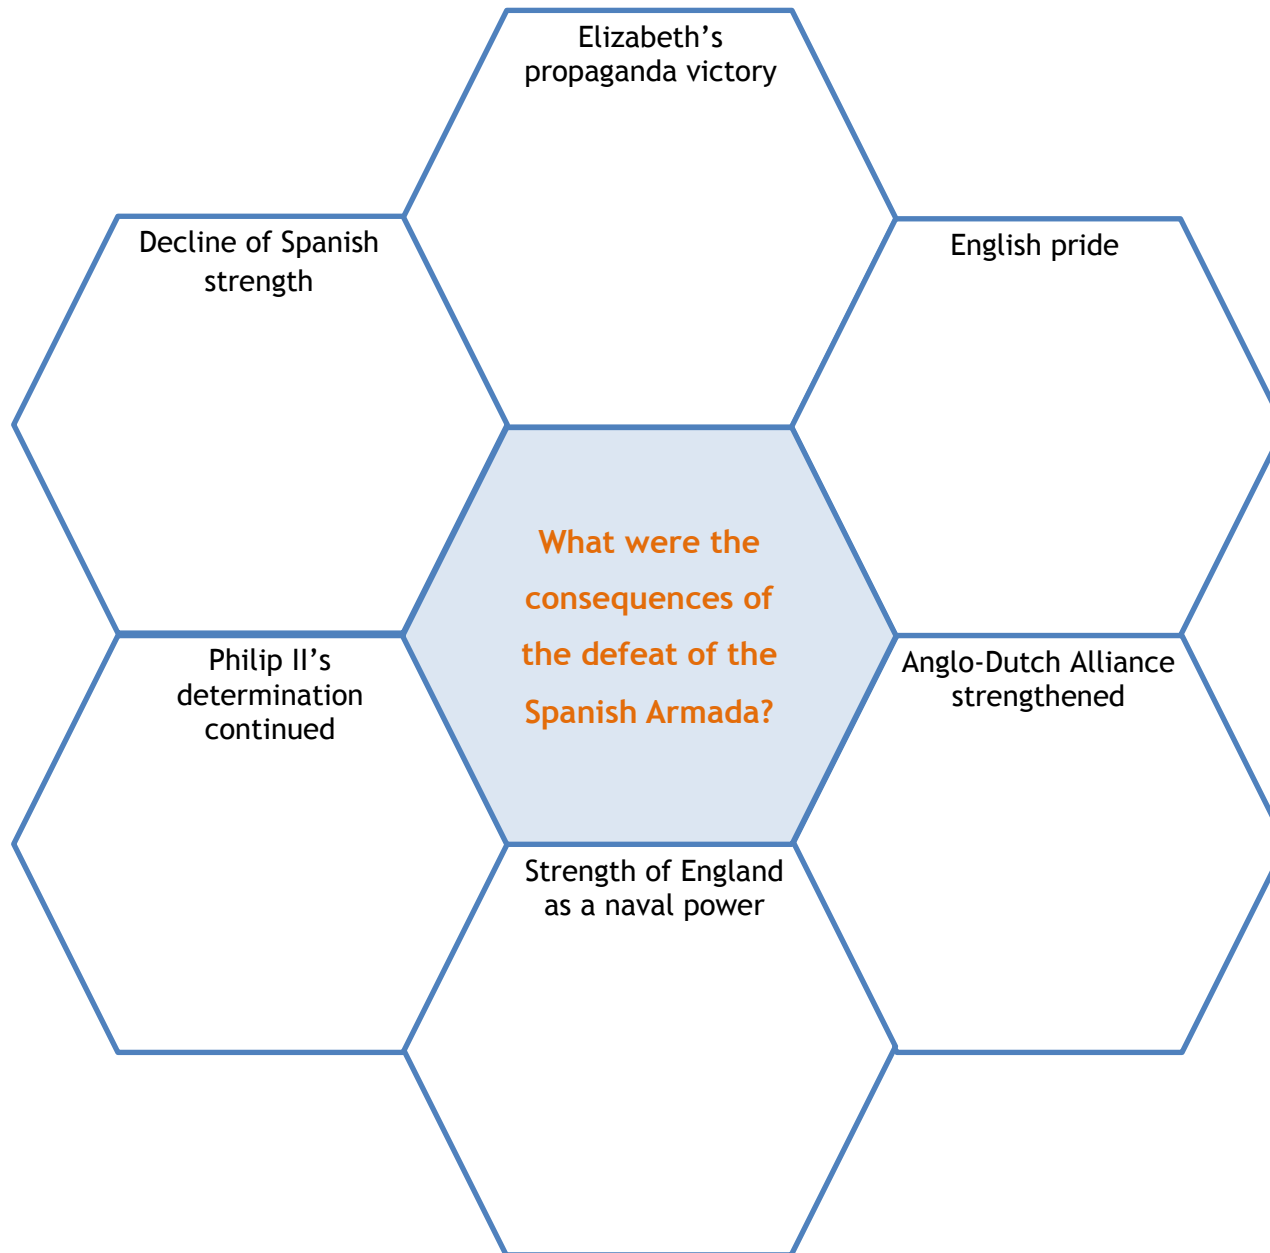 Elizabeth’s
propaganda victory
Decline of Spanish
strength
English pride
What were the
consequences of
the defeat of the
Spanish Armada?
Philip II’s
determination
continued
Anglo-Dutch Alliance
strengthened
Strength of England
as a naval power